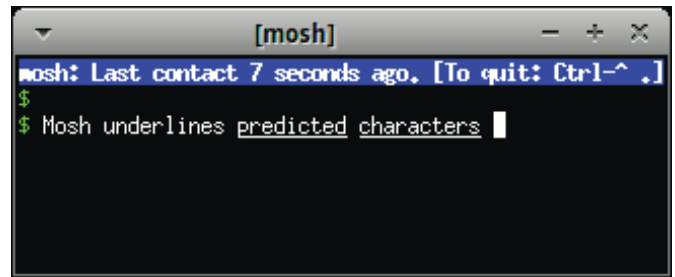 [mosh]
mosh: Last contact 7 seconds ago. [To quit: Ctrl-^ .]
$
$ Mosh underlines predicted characters